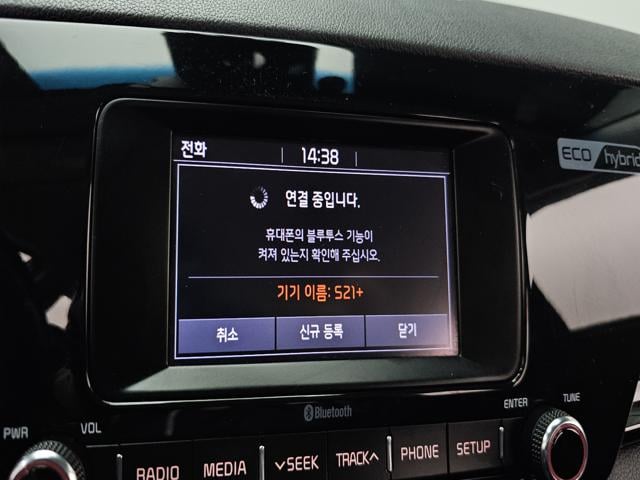 전화
14:38
연결 중입니다.
휴대폰의 블루투스 기능이
켜져 있는지 확인해 주십시오.
기기 이름: S21+
취소 신규 등록 닫기
ECO hybrid
Bluetooth
PWR VOL ENTER TUNE
RADIO MEDIA ∨SEEK TRACK∧ PHONE SETUP